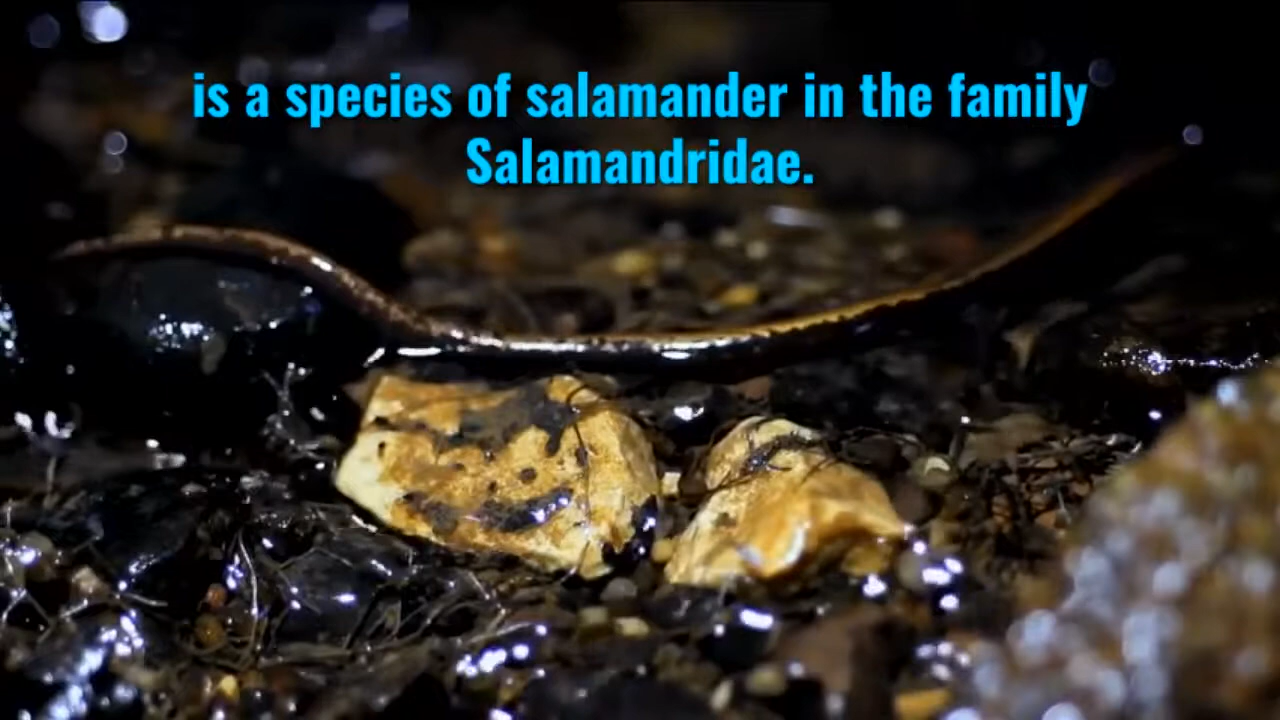 is a species of salamander in the family
Salamandridae.